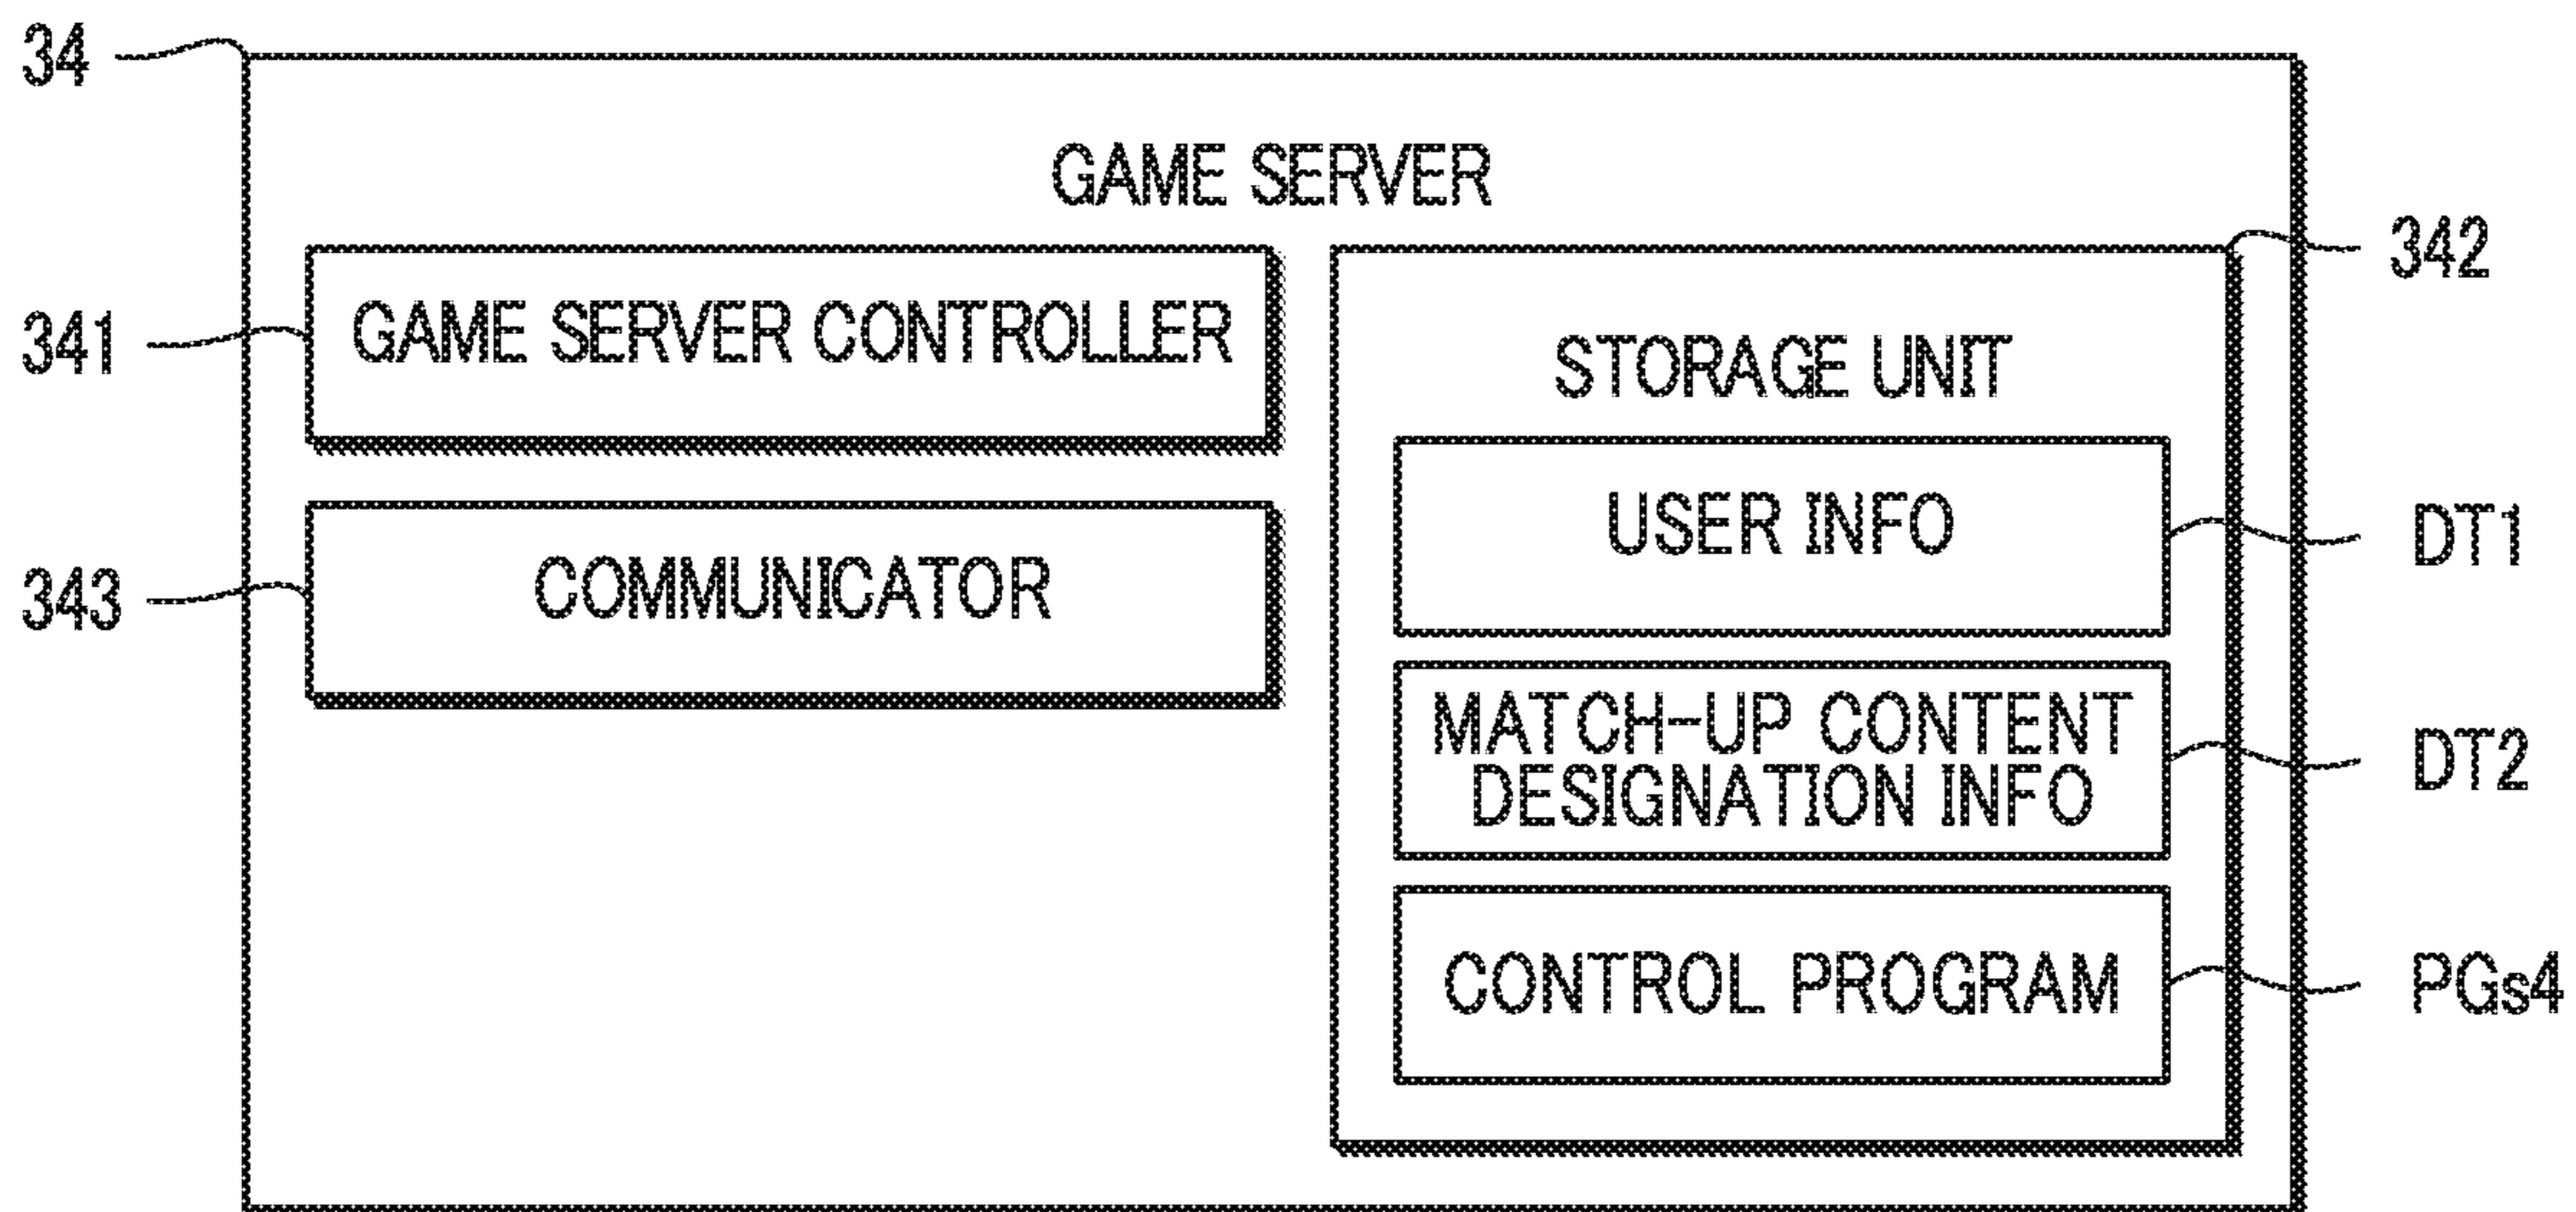 34
GAME SERVER
342
341
GAME SERVER CONTROLLER
STORAGE UNIT
USER INFO
DT1
343
COMMUNICATOR
MATCH-UP CONTENT
DESIGNATION INFO
DT2
CONTROL PROGRAM
PGs4